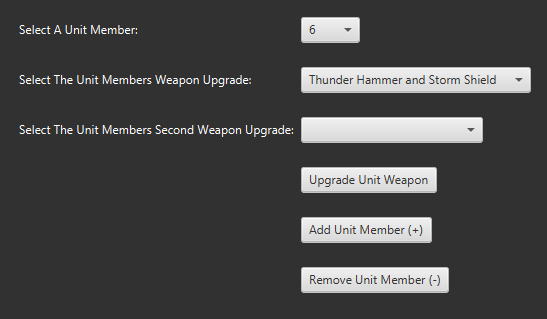 Select A Unit Member: 6
Select The Unit Members Weapon Upgrade: Thunder Hammer and Storm Shield
Select The Unit Members Second Weapon Upgrade:
Upgrade Unit Weapon
Add Unit Member (+)
Remove Unit Member (-)